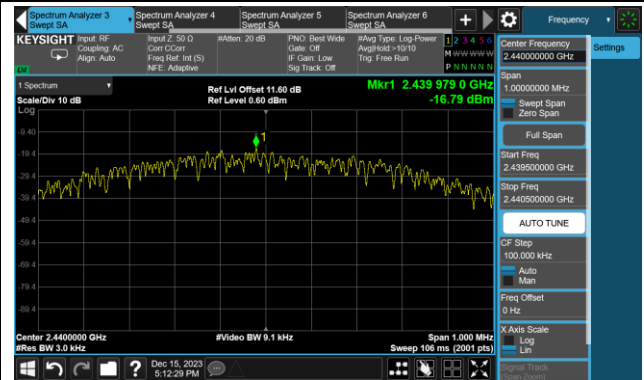 Spectrum Analyzer 3
Swept SA
Spectrum Analyzer 4
Swept SA
Spectrum Analyzer 5
Swept SA
Spectrum Analyzer 6
Swept SA
+
Frequency
KEYSIGHT
Input: RF
Coupling: AC
Align: Auto
Input Z: 50 Ω
Corr CCorr
Freq Ref: Int (S)
NFE: Adaptive
#Atten: 20 dB
PNO: Best Wide
Gate: Off
IF Gain: Low
Sig Track: Off
#Avg Type: Log-Power
Avg|Hold >10/10
Trig: Free Run
1 2 3 4 5 6
M W W W W W
P N N N N N
1 Spectrum
Scale/Div 10 dB
Log
Ref Lvl Offset 11.60 dB
Ref Level 0.60 dBm
Mkr1 2.439 979 0 GHz
-16.79 dBm
1
-9.40
-19.4
-29.4
-39.4
-49.4
-59.4
-69.4
-79.4
-89.4
Center 2.4400 GHz
#Res BW 3.0 kHz
#Video BW 9.1 kHz
Span 1.000 MHz
Sweep 106 ms (2001 pts)
Center Frequency
2.440000000 GHz
Span
1.00000000 MHz
Swept Span
Zero Span
Full Span
Start Freq
2.439500000 GHz
Stop Freq
2.440500000 GHz
AUTO TUNE
CF Step
100.000 kHz
Auto
Man
Freq Offset
0 Hz
X Axis Scale
Log
Lin
Signal Track
(Span Zoom)
Settings
?
Dec 15, 2023
5:12:29 PM